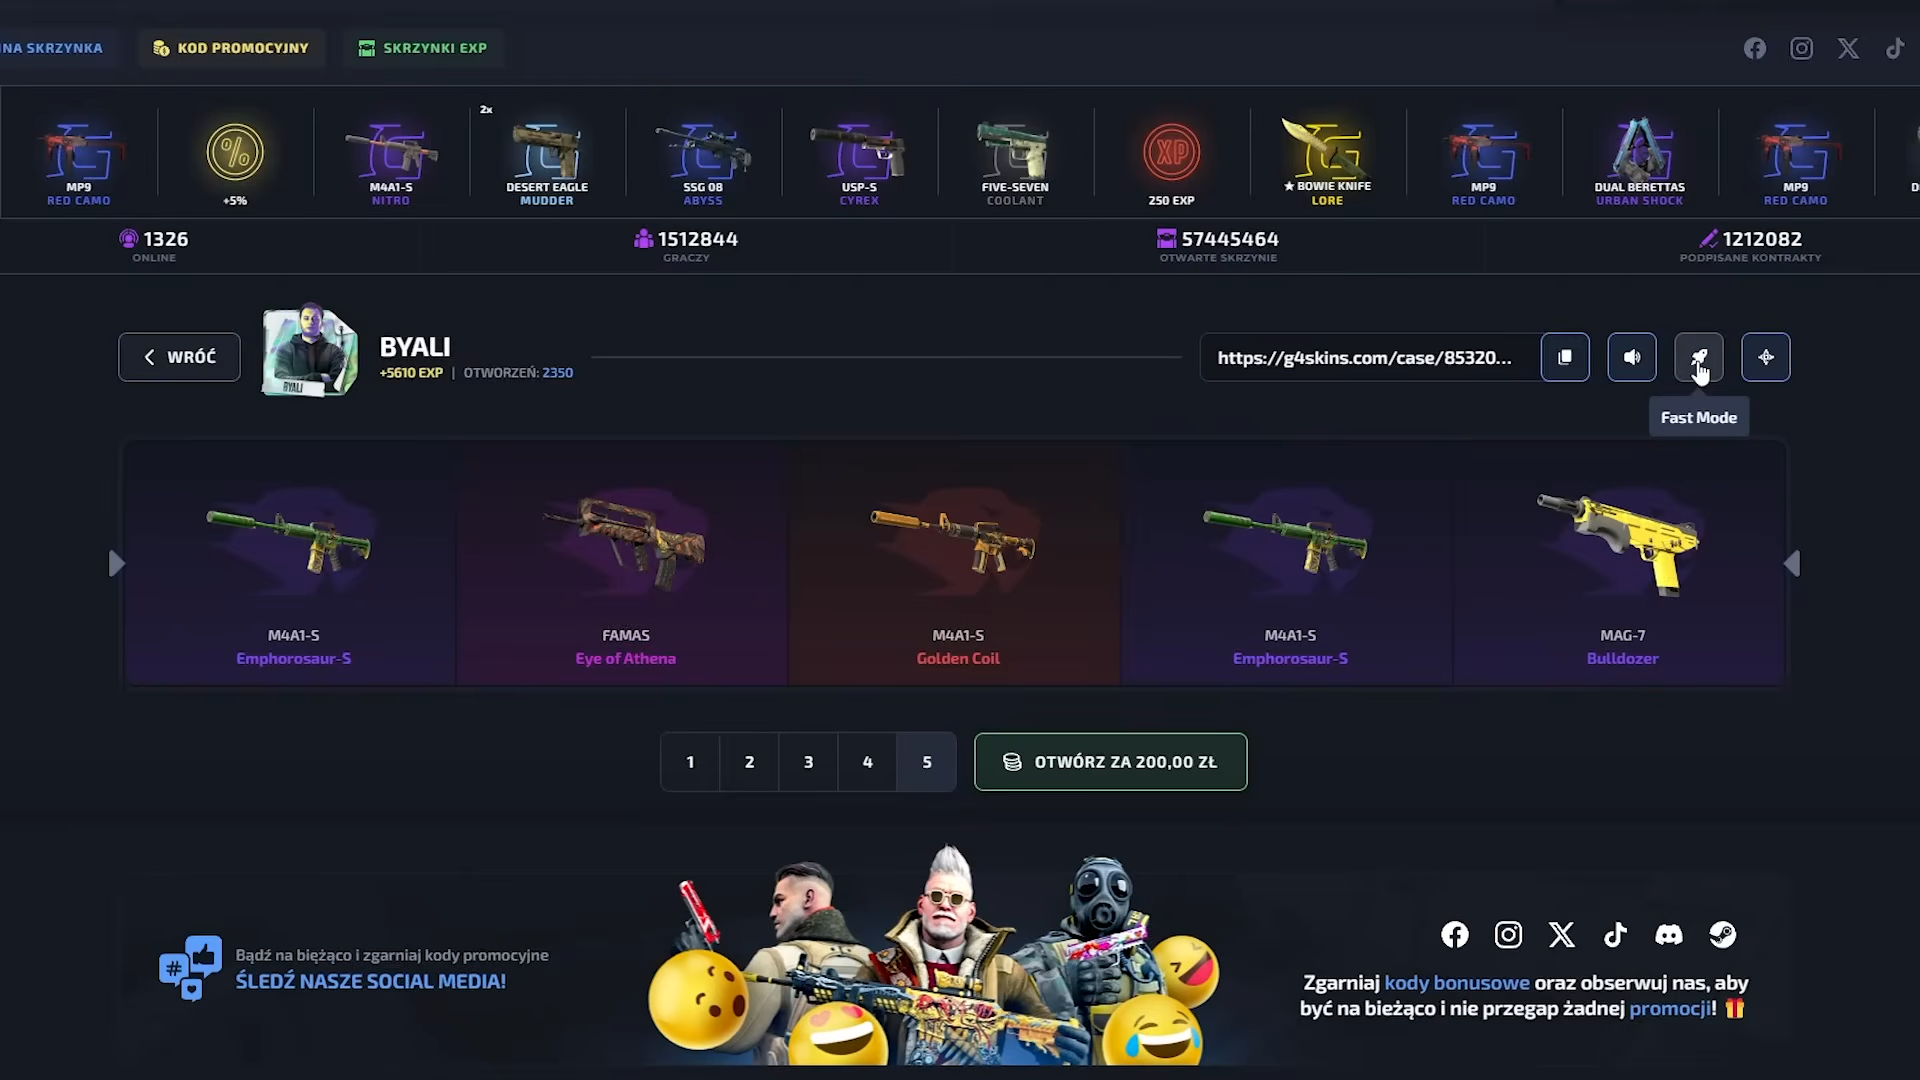 NA SKRZYNKA
KOD PROMOCYJNY
SKRZYNKI EXP
MP9
RED CAMO
%
+5%
M4A1-S
NITRO
2x
DESERT EAGLE
MUDDER
SSG 08
ABYSS
USP-S
CYREX
FIVE-SEVEN
COOLANT
XP
250 EXP
★ BOWIE KNIFE
LORE
MP9
RED CAMO
DUAL BERETTAS
URBAN SHOCK
MP9
RED CAMO
1326
ONLINE
1512844
GRACZY
57445464
OTWARTE SKRZYNIE
1212082
PODPISANE KONTRAKTY
WRÓĆ
BYALI
BYALI
+5610 EXP | OTWORZEŃ: 2350
https://g4skins.com/case/85320...
Fast Mode
M4A1-S
Emphorosaur-S
FAMAS
Eye of Athena
M4A1-S
Golden Coil
M4A1-S
Emphorosaur-S
MAG-7
Bulldozer
1 2 3 4 5
OTWÓRZ ZA 200,00 ZŁ
#
Bądź na bieżąco i zgarniaj kody promocyjne
ŚLEDŹ NASZE SOCIAL MEDIA!
Zgarniaj kody bonusowe oraz obserwuj nas, aby
być na bieżąco i nie przegap żadnej promocji! 🎁